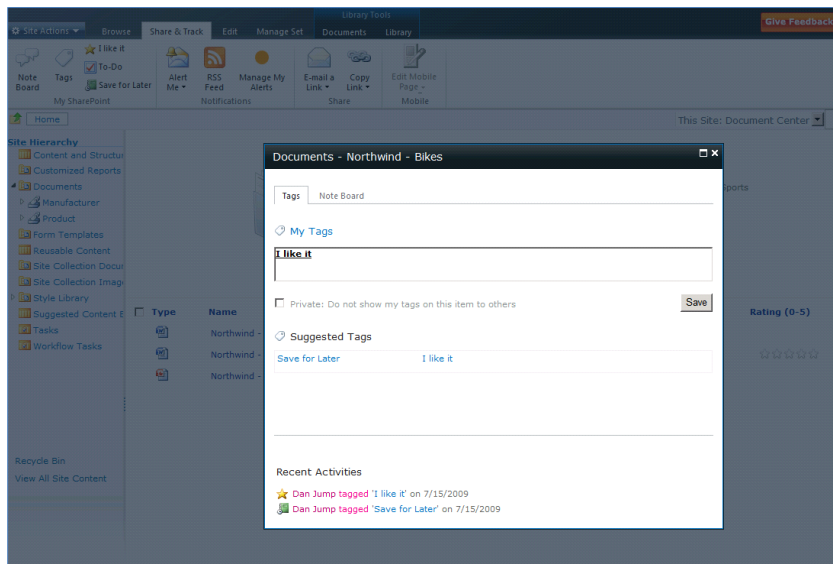 Library Tools
Site Actions Browse Share & Track Edit Manage Set Documents Library
Give Feedback
I like it
To-Do
Save for Later
Note Board
Tags
Alert Me
RSS Feed
Manage My Alerts
E-mail a Link
Copy Link
Edit Mobile Page
My SharePoint
Notifications
Share
Mobile
Home
This Site: Document Center
Site Hierarchy
Content and Structur
Customized Reports
Documents
Manufacturer
Product
Form Templates
Reusable Content
Site Collection Docum
Site Collection Image
Style Library
Suggested Content B
Tasks
Workflow Tasks
Recycle Bin
View All Site Content
Sports
Type Name Rating (0-5)
Northwind -
Northwind -
Northwind -
Documents - Northwind - Bikes
Tags Note Board
My Tags
I like it
Private: Do not show my tags on this item to others
Save
Suggested Tags
Save for Later I like it
Recent Activities
Dan Jump tagged 'I like it' on 7/15/2009
Dan Jump tagged 'Save for Later' on 7/15/2009